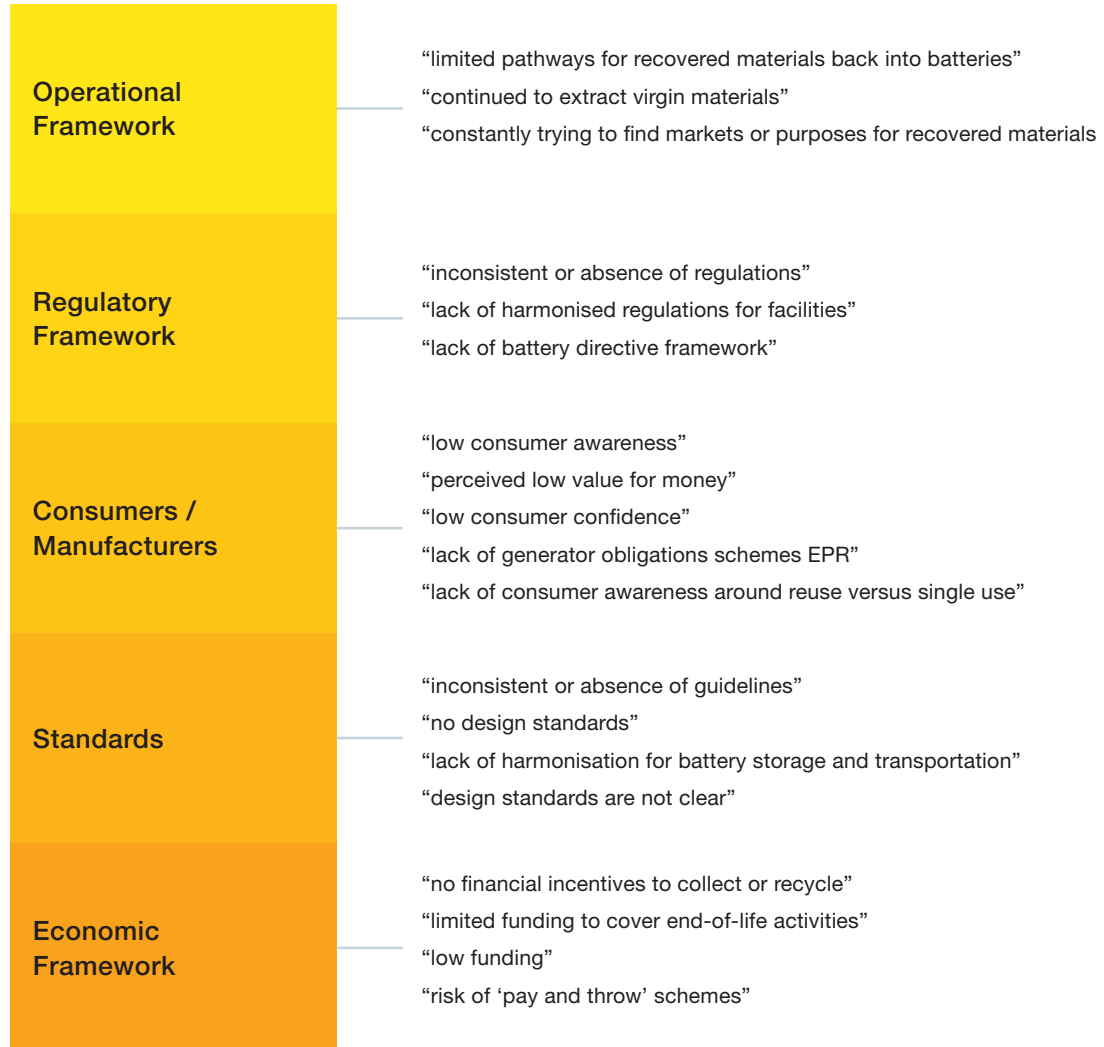 Operational
Framework
“limited pathways for recovered materials back into batteries”
“continued to extract virgin materials”
“constantly trying to find markets or purposes for recovered materials
Regulatory
Framework
“inconsistent or absence of regulations”
“lack of harmonised regulations for facilities”
“lack of battery directive framework”
Consumers /
Manufacturers
“low consumer awareness”
“perceived low value for money”
“low consumer confidence”
“lack of generator obligations schemes EPR”
“lack of consumer awareness around reuse versus single use”
Standards
“inconsistent or absence of guidelines”
“no design standards”
“lack of harmonisation for battery storage and transportation”
“design standards are not clear”
Economic
Framework
“no financial incentives to collect or recycle”
“limited funding to cover end-of-life activities”
“low funding”
“risk of ‘pay and throw’ schemes”